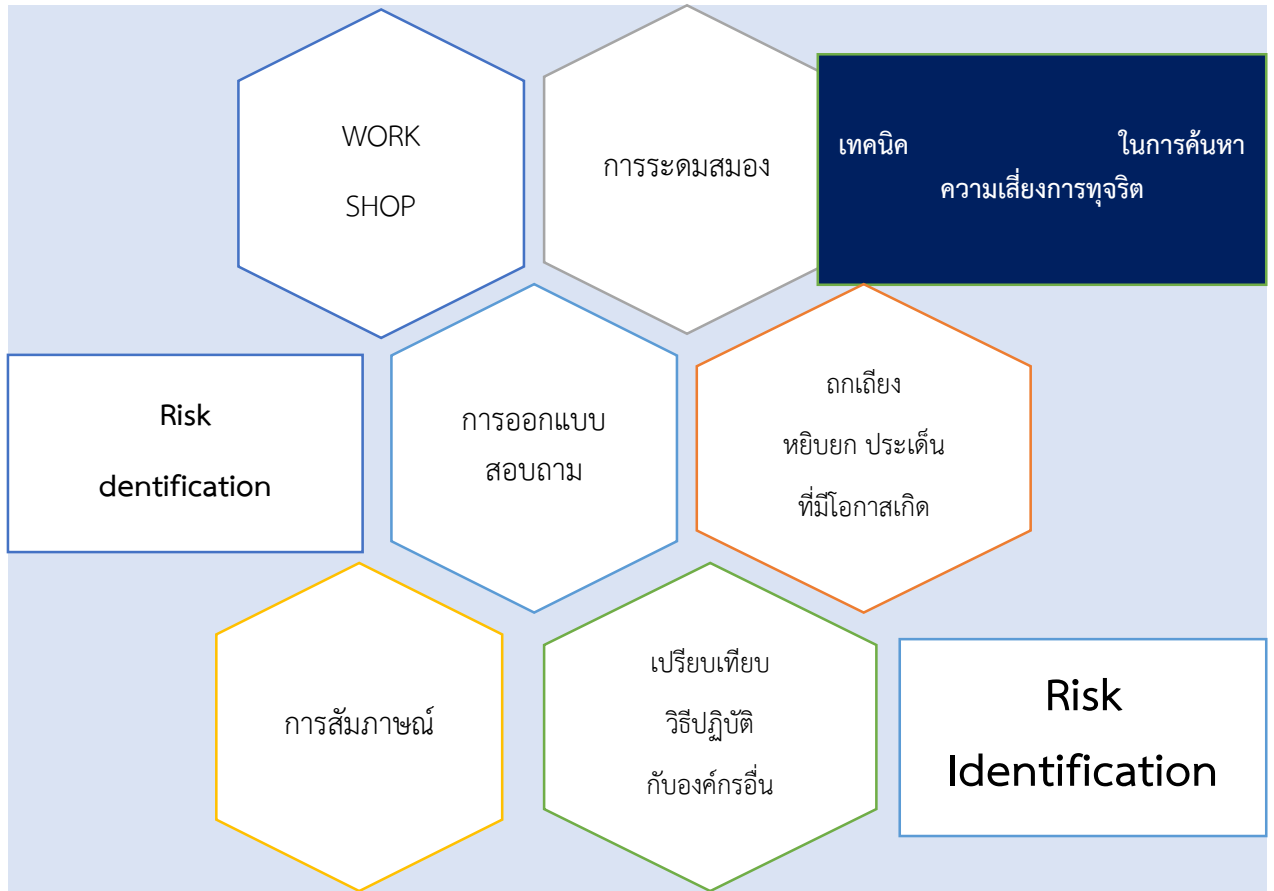 WORK
SHOP
การระดมสมอง
เทคนิค ในการค้นหา
ความเสี่ยงการทุจริต
Risk
dentification
การออกแบบ
สอบถาม
ถกเถียง
หยิบยก ประเด็น
ที่มีโอกาสเกิด
การสัมภาษณ์
เปรียบเทียบ
วิธีปฏิบัติ
กับองค์กรอื่น
Risk
Identification